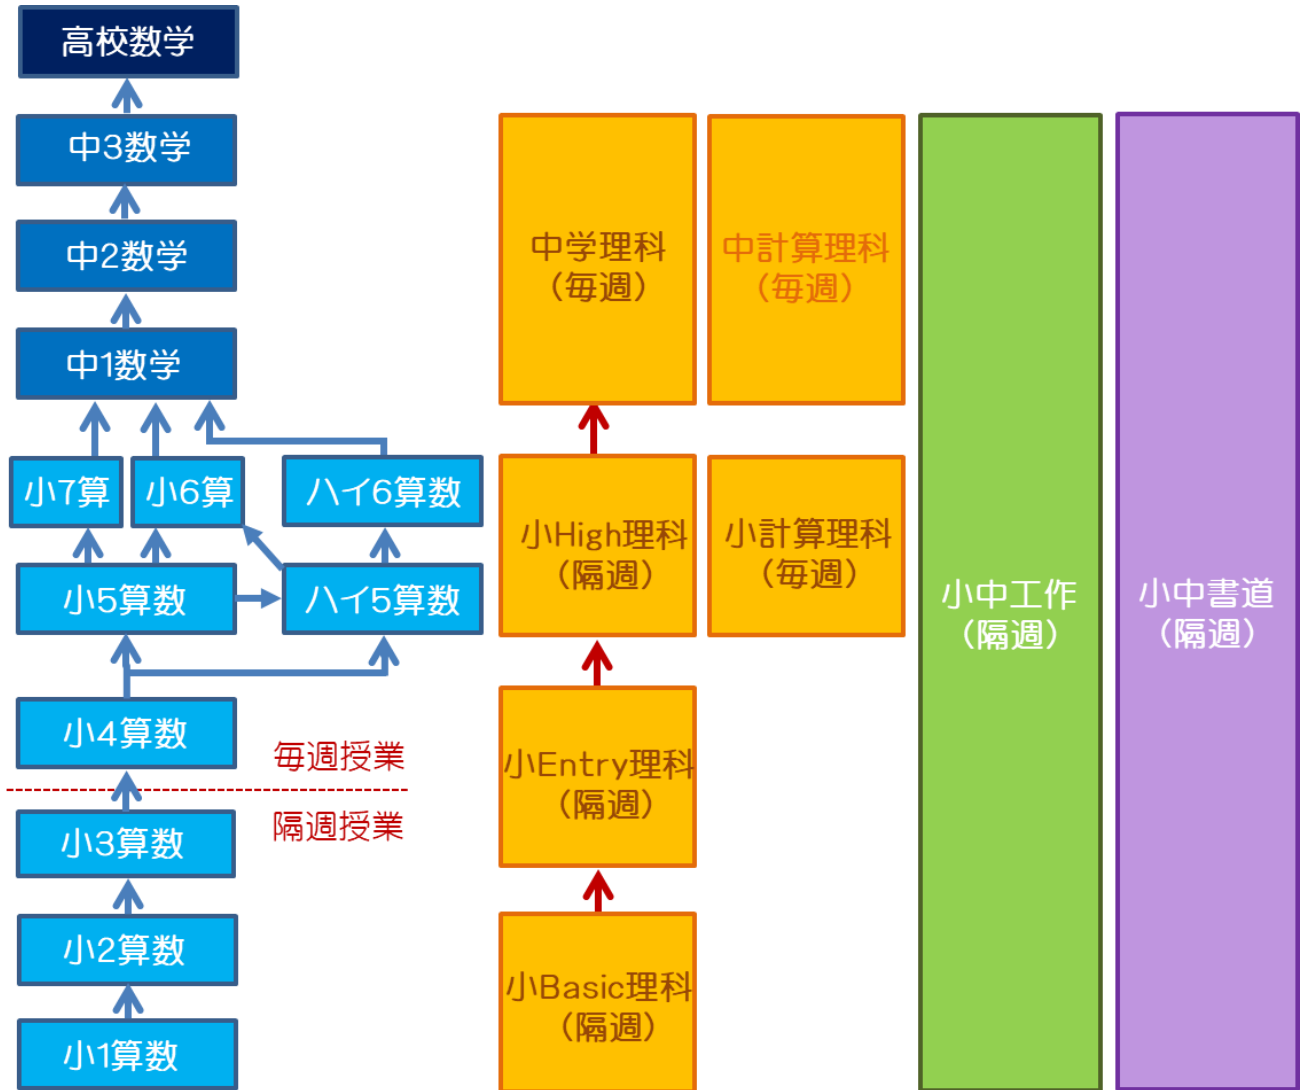 高校数学
中3数学
中2数学
中1数学
小7算
小6算
ハイ6算数
小5算数
ハイ5算数
小4算数
毎週授業
隔週授業
小3算数
小2算数
小1算数
中学理科
（毎週）
中計算理科
（毎週）
小High理科
（隔週）
小計算理科
（毎週）
小Entry理科
（隔週）
小Basic理科
（隔週）
小中工作
（隔週）
小中書道
（隔週）